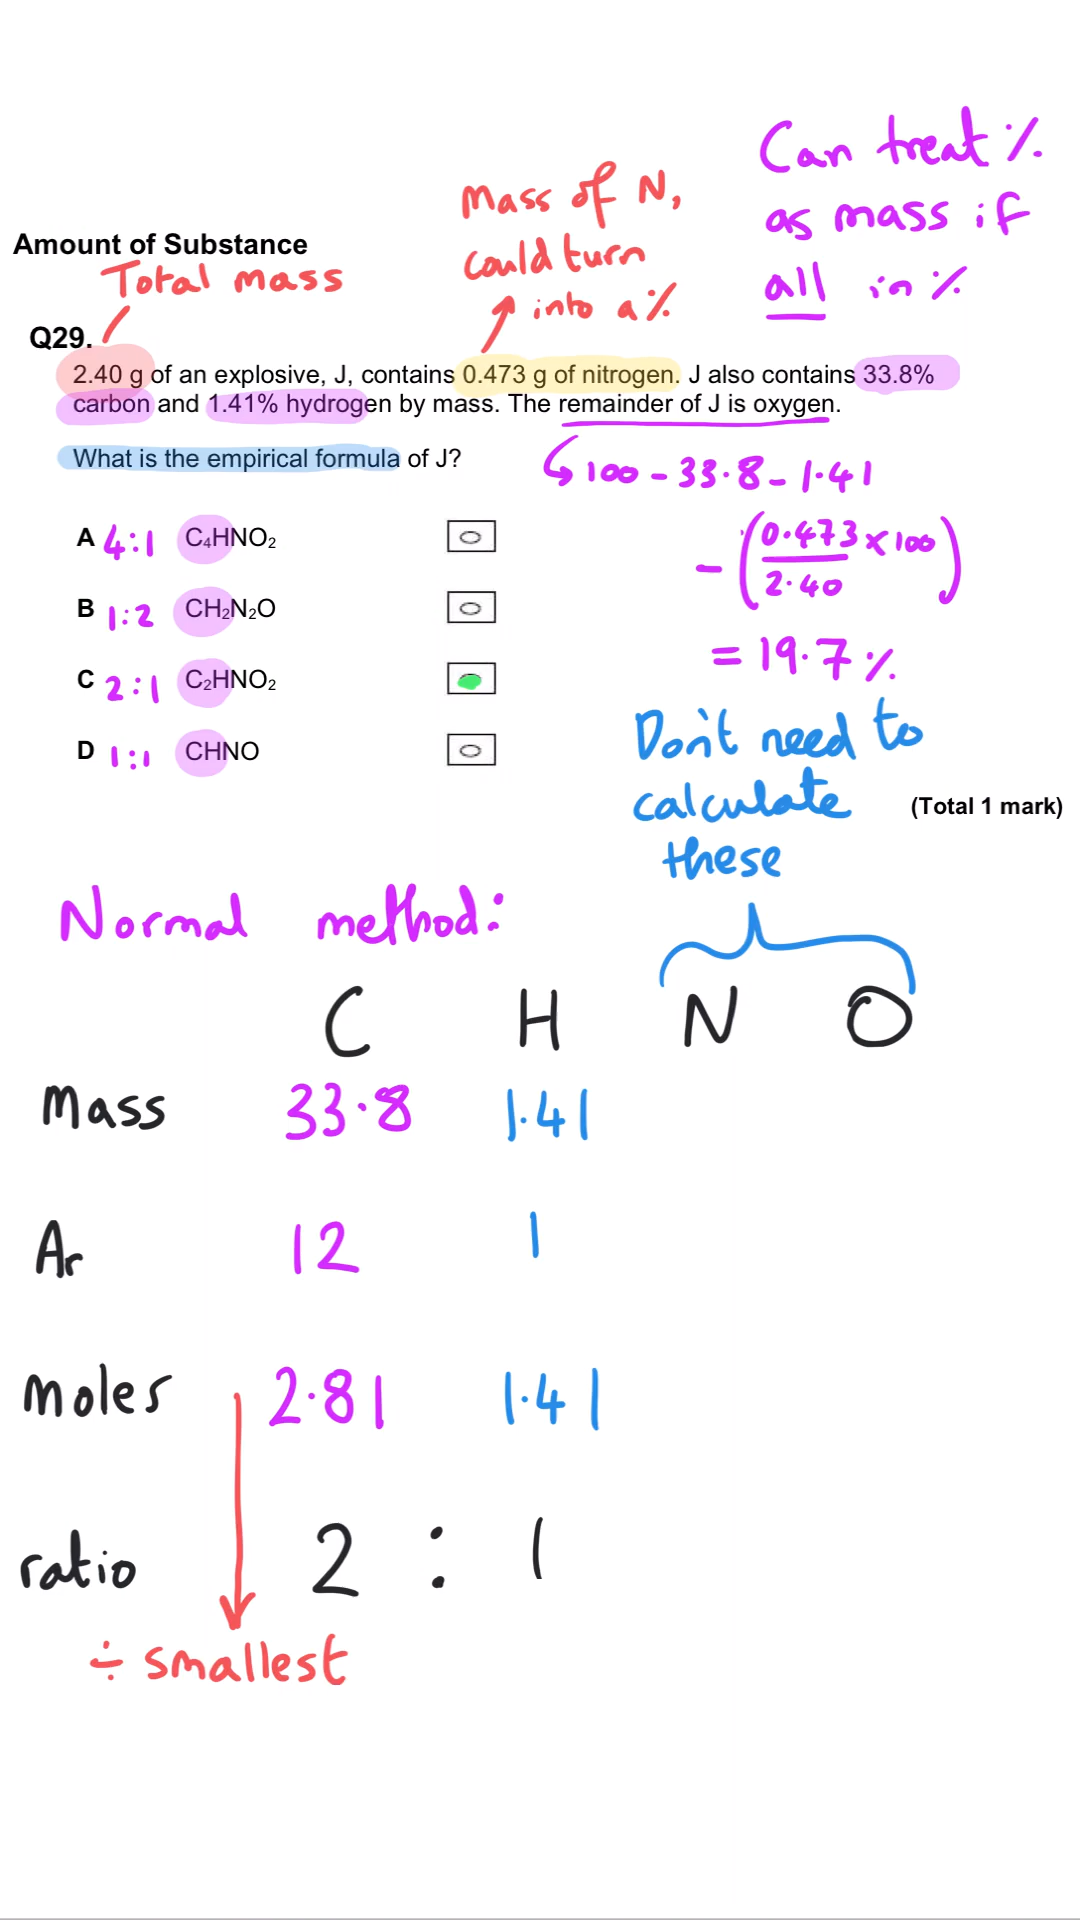 Can treat %
as mass if
all in %
Mass of N,
could turn
into a %
Amount of Substance
Total mass
Q29.
2.40 g of an explosive, J, contains 0.473 g of nitrogen. J also contains 33.8%
carbon and 1.41% hydrogen by mass. The remainder of J is oxygen.
What is the empirical formula of J?
100 - 33.8 - 1.41
- (0.473/2.40 × 100)
= 19.7 %
A 4:1 C₄HNO₂
B 1:2 CH₂N₂O
C 2:1 C₂HNO₂
D 1:1 CHNO
Don't need to
calculate
these
(Total 1 mark)
Normal method:
C H N O
Mass 33.8 1.41
Ar 12 1
Moles 2.81 1.41
ratio 2 : 1
÷ smallest